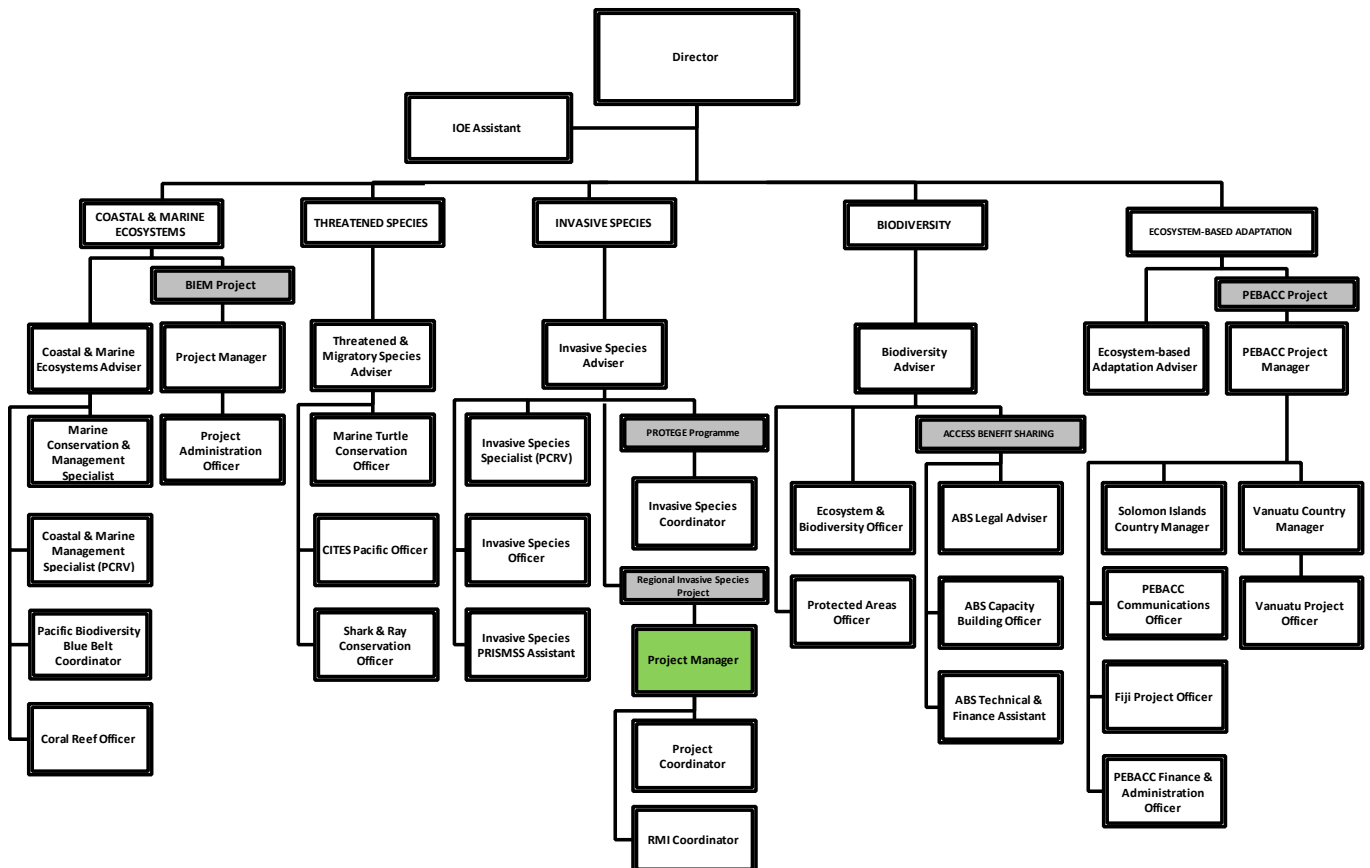 Director
IOE Assistant
COASTAL & MARINE
ECOSYSTEMS
THREATENED SPECIES
INVASIVE SPECIES
BIODIVERSITY
ECOSYSTEM-BASED ADAPTATION
BIEM Project
PEBACC Project
Coastal & Marine
Ecosystems Adviser
Project Manager
Threatened &
Migratory Species
Adviser
Invasive Species
Adviser
Biodiversity
Adviser
Ecosystem-based
Adaptation Adviser
PEBACC Project
Manager
Marine
Conservation &
Management
Specialist
Project
Administration
Officer
Marine Turtle
Conservation
Officer
Invasive Species
Specialist (PCRV)
PROTEGE Programme
ACCESS BENEFIT SHARING
Invasive Species
Coordinator
Ecosystem &
Biodiversity Officer
ABS Legal Adviser
Solomon Islands
Country Manager
Vanuatu Country
Manager
Coastal & Marine
Management
Specialist (PCRV)
CITES Pacific Officer
Invasive Species
Officer
Regional Invasive Species
Project
Protected Areas
Officer
ABS Capacity
Building Officer
PEBACC
Communications
Officer
Vanuatu Project
Officer
Pacific Biodiversity
Blue Belt
Coordinator
Shark & Ray
Conservation
Officer
Invasive Species
PRISMSS Assistant
Project Manager
ABS Technical &
Finance Assistant
Fiji Project Officer
Coral Reef Officer
Project
Coordinator
PEBACC Finance &
Administration
Officer
RMI Coordinator